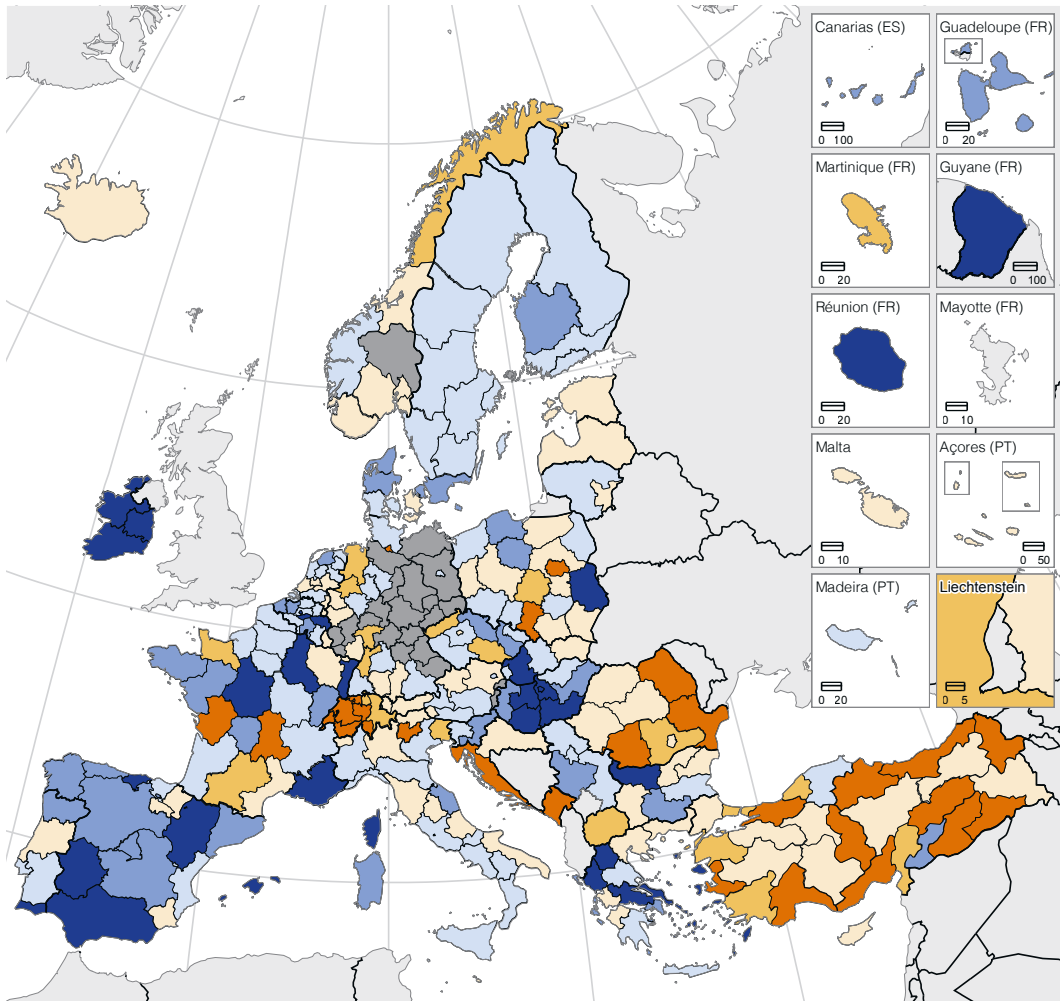 Canarias (ES)
0 100
Guadeloupe (FR)
0 20
Martinique (FR)
0 20
Guyane (FR)
0 100
Réunion (FR)
0 20
Mayotte (FR)
0 10
Malta
0 10
Açores (PT)
0 50
Madeira (PT)
0 20
Liechtenstein
0 5